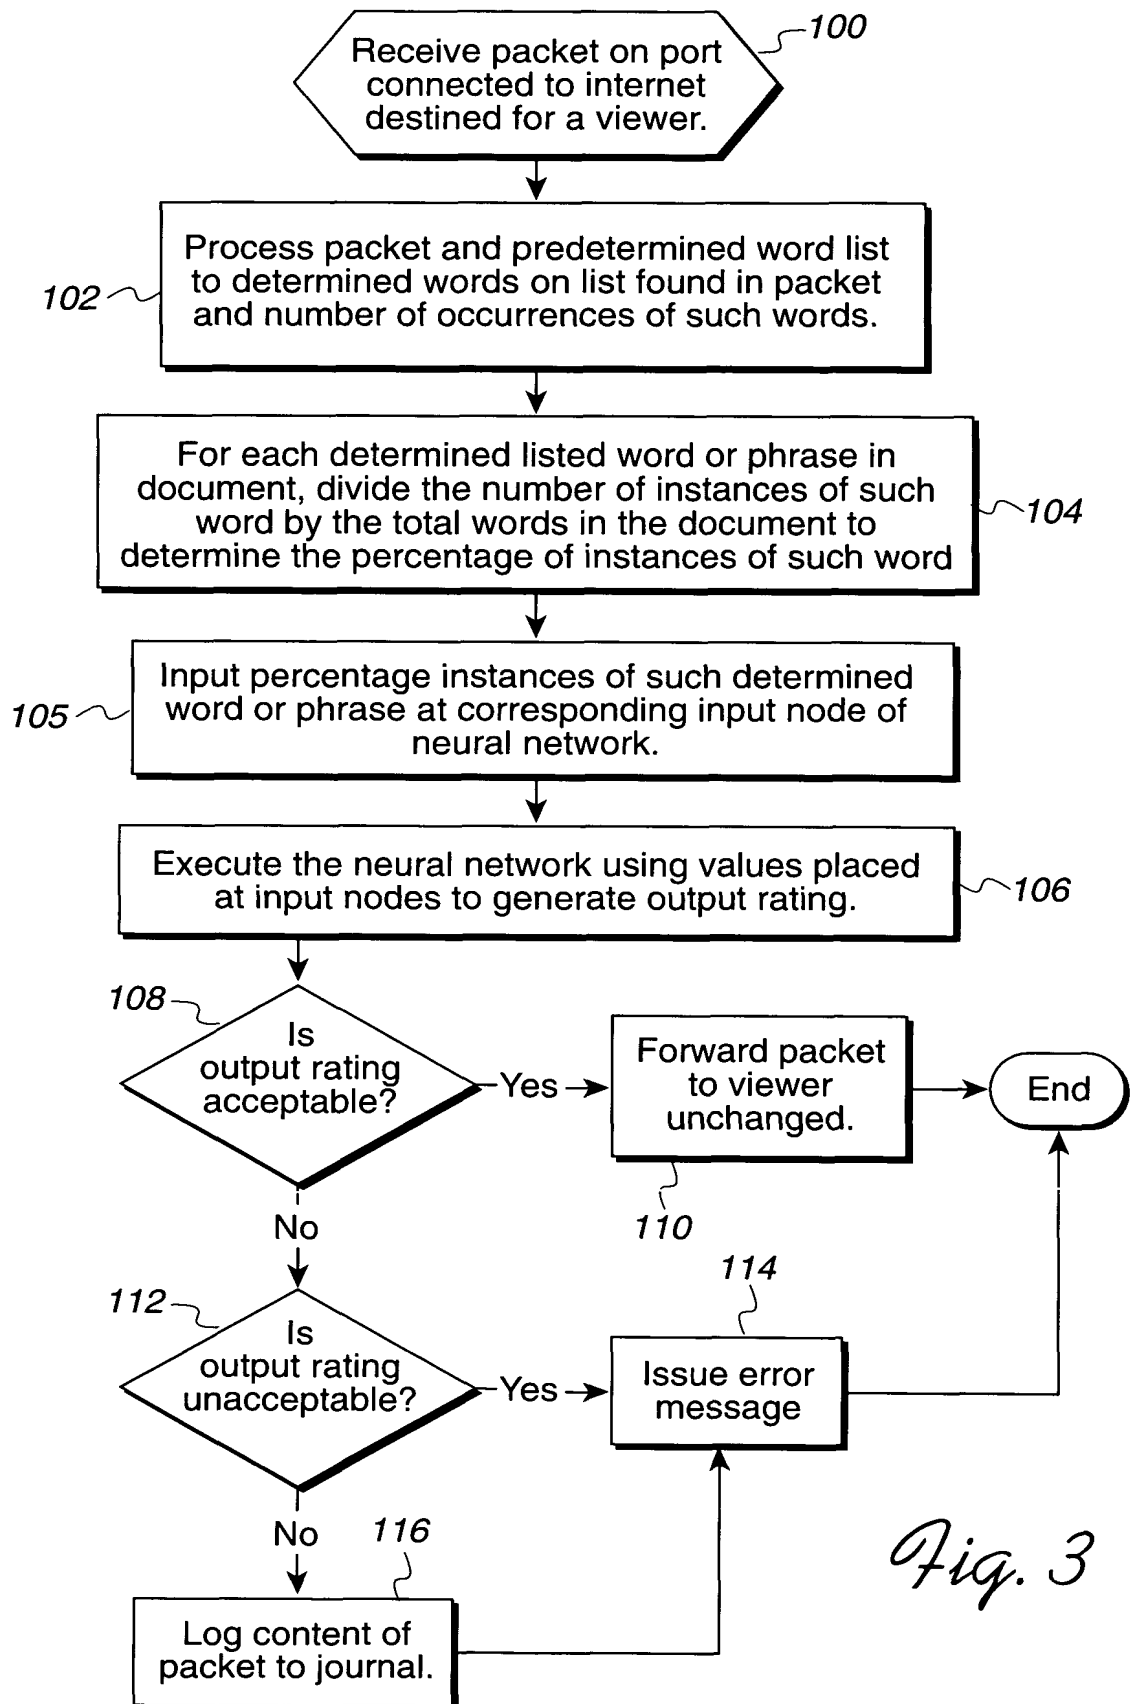 100
Receive packet on port
connected to internet
destined for a viewer.
Process packet and predetermined word list
to determined words on list found in packet
and number of occurrences of such words.
102
For each determined listed word or phrase in
document, divide the number of instances of such
word by the total words in the document to
determine the percentage of instances of such word
104
Input percentage instances of such determined
word or phrase at corresponding input node of
neural network.
105
Execute the neural network using values placed
at input nodes to generate output rating.
106
108
Is
output rating
acceptable?
Yes
Forward packet
to viewer
unchanged.
End
110
No
112
Is
output rating
unacceptable?
Yes
114
Issue error
message
No
116
Log content of
packet to journal.
Fig. 3